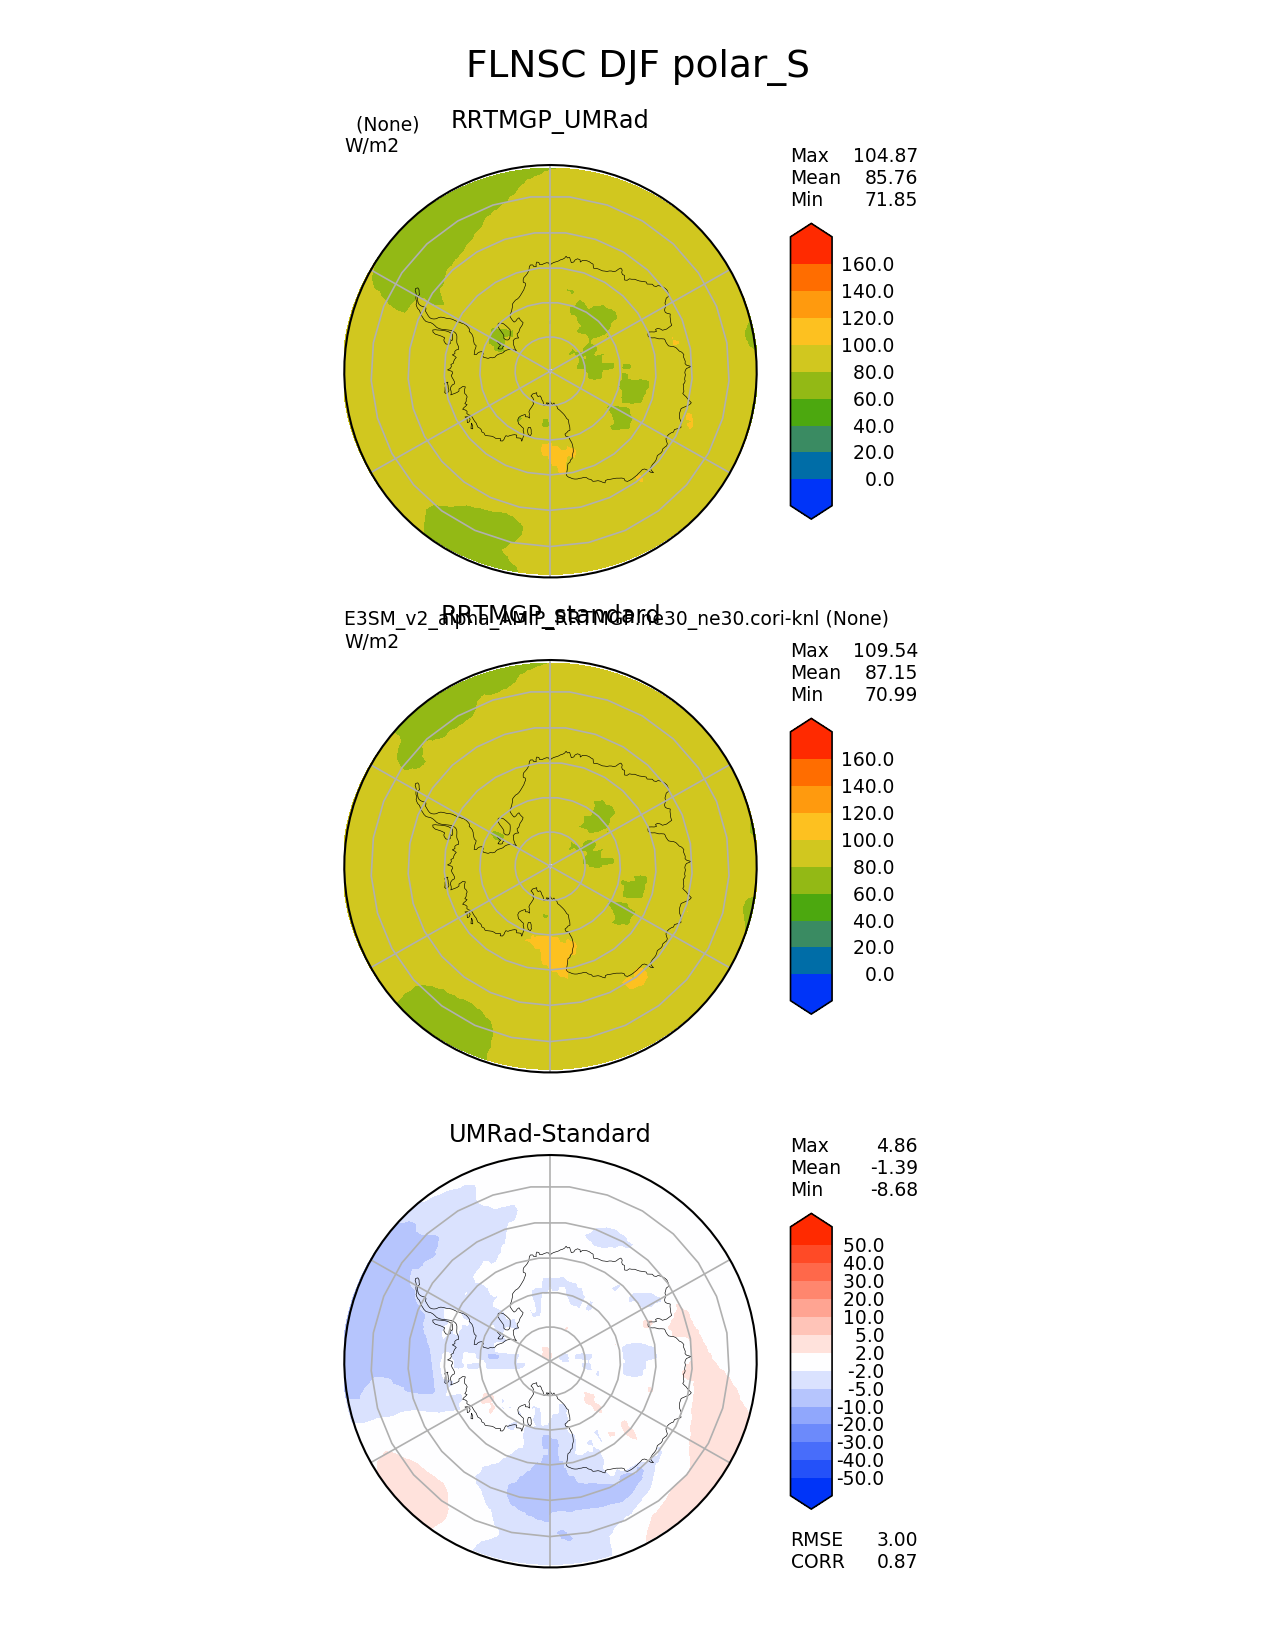 FLNSC DJF polar_S
RRTMGP_UMRad
(None)
W/m2
Max 104.87
Mean 85.76
Min 71.85
160.0
140.0
120.0
100.0
80.0
60.0
40.0
20.0
0.0
RRTMGP_standard
E3SM_v2_alpha_AMIP_RRTMGP.ne30_ne30.cori-knl (None)
W/m2
Max 109.54
Mean 87.15
Min 70.99
160.0
140.0
120.0
100.0
80.0
60.0
40.0
20.0
0.0
UMRad-Standard
Max 4.86
Mean -1.39
Min -8.68
50.0
40.0
30.0
20.0
10.0
5.0
2.0
-2.0
-5.0
-10.0
-20.0
-30.0
-40.0
-50.0
RMSE 3.00
CORR 0.87